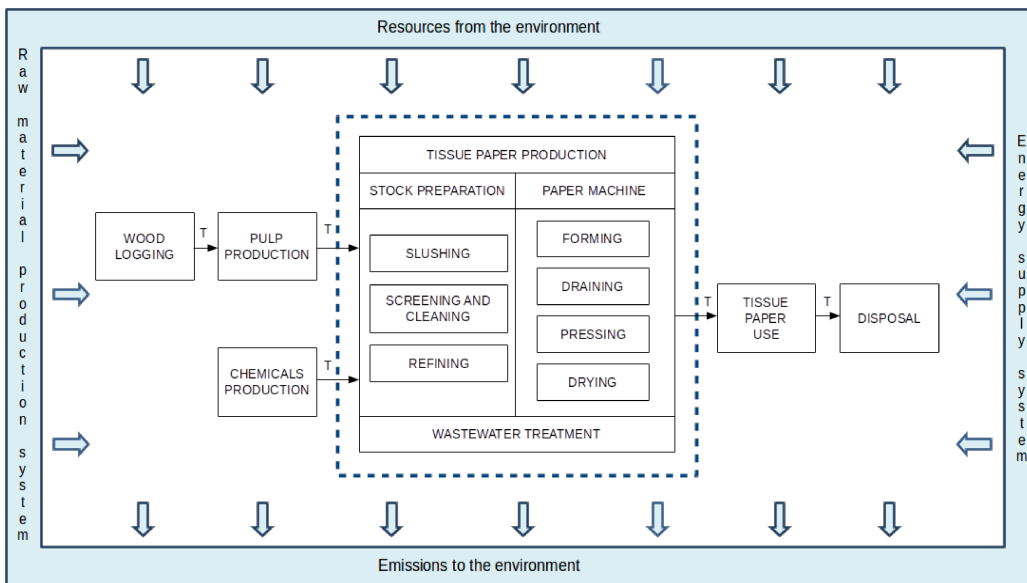 Resources from the environment
Raw material production system
Energy supply system
TISSUE PAPER PRODUCTION
STOCK PREPARATION
PAPER MACHINE
WOOD
LOGGING
T
PULP
PRODUCTION
T
SLUSHING
SCREENING AND
CLEANING
REFINING
FORMING
DRAINING
PRESSING
DRYING
CHEMICALS
PRODUCTION
T
T
TISSUE
PAPER
USE
T
DISPOSAL
WASTEWATER TREATMENT
Emissions to the environment